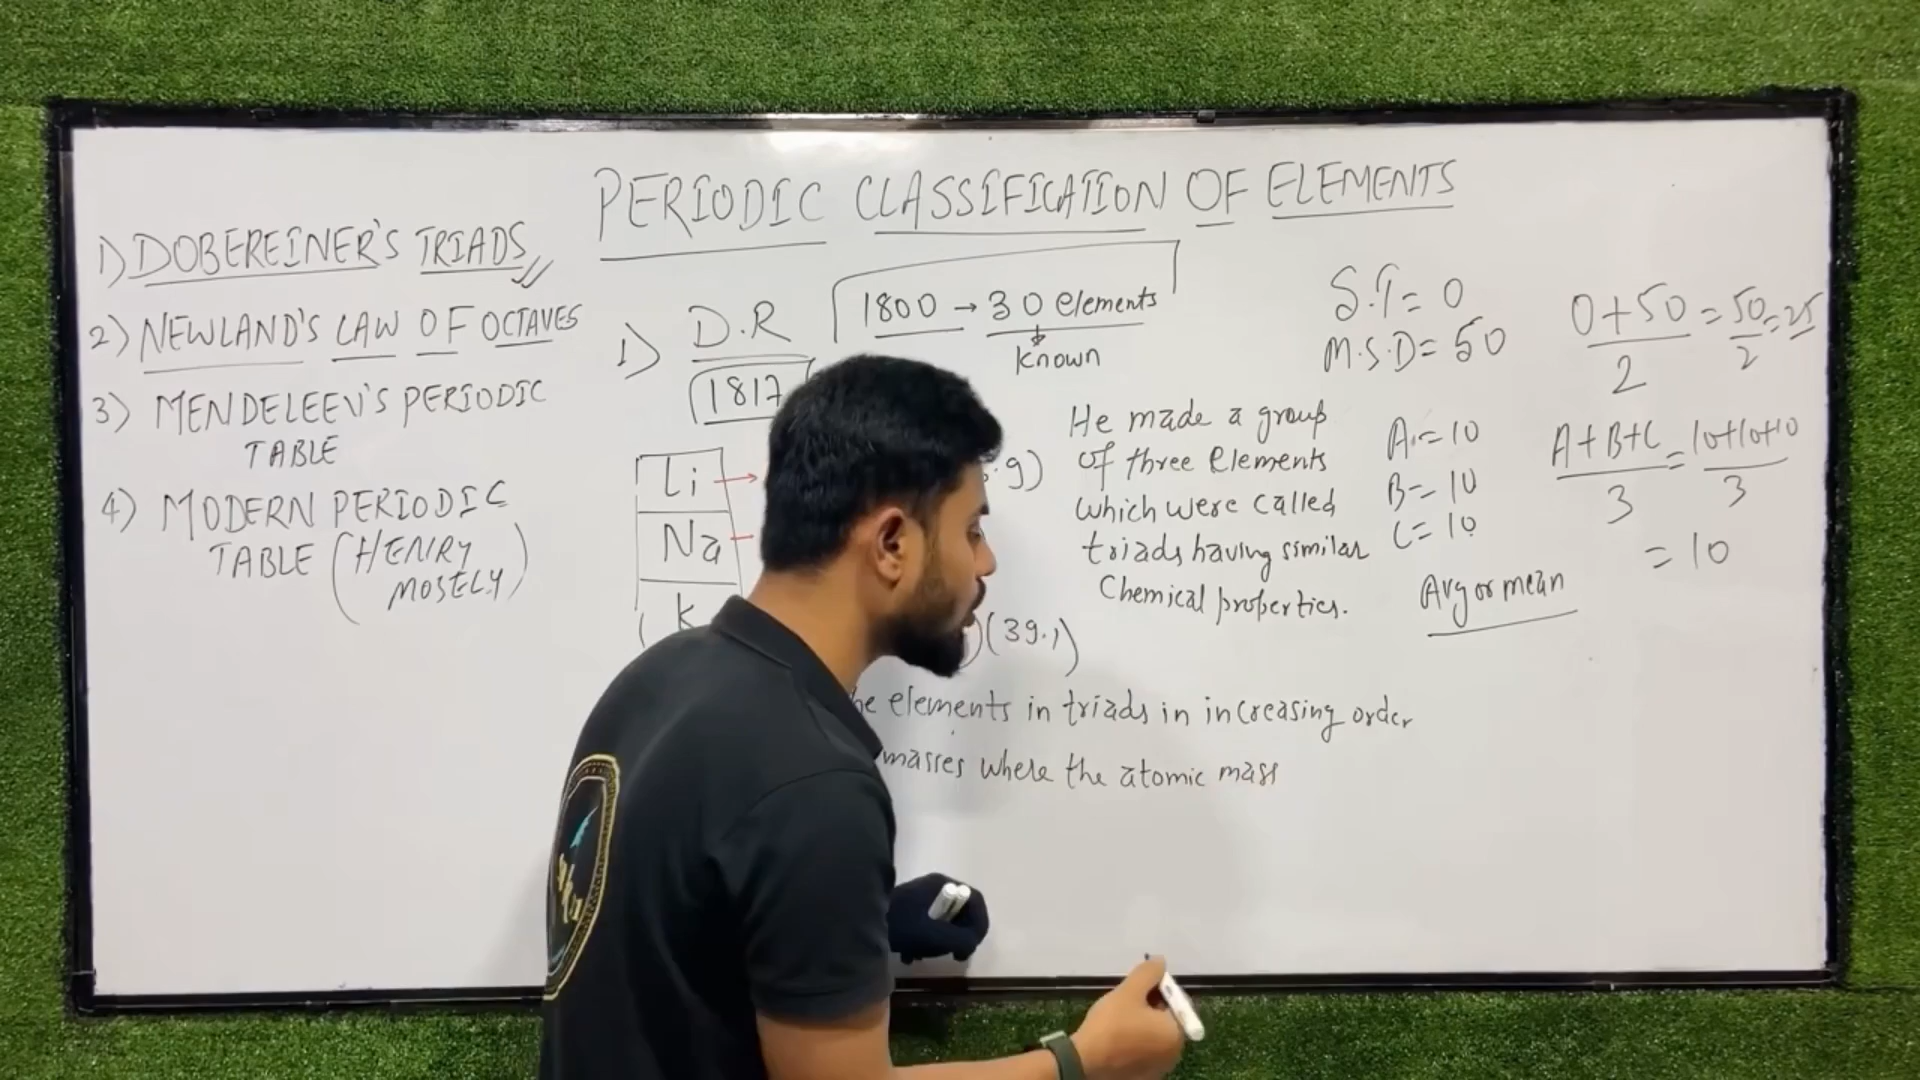 PERIODIC CLASSIFICATION OF ELEMENTS
1) DOBEREINER'S TRIADS
2) NEWLAND'S LAW OF OCTAVES
3) MENDELEEV'S PERIODIC
TABLE
4) MODERN PERIODIC
TABLE (HENRY
MOSELY)
1) D.R
1817
1800 → 30 elements
known
Li →
Na →
K
9)
(39.1)
He made a group
of three elements
which were called
triads having similar
Chemical properties.
elements in triads in increasing order
masses where the atomic mass
S.T = 0
M.S.D = 50
0+50/2 = 50/2 = 25
A = 10
B = 10
C = 10
A+B+C/3 = 10+10+10/3
= 10
Avg or mean